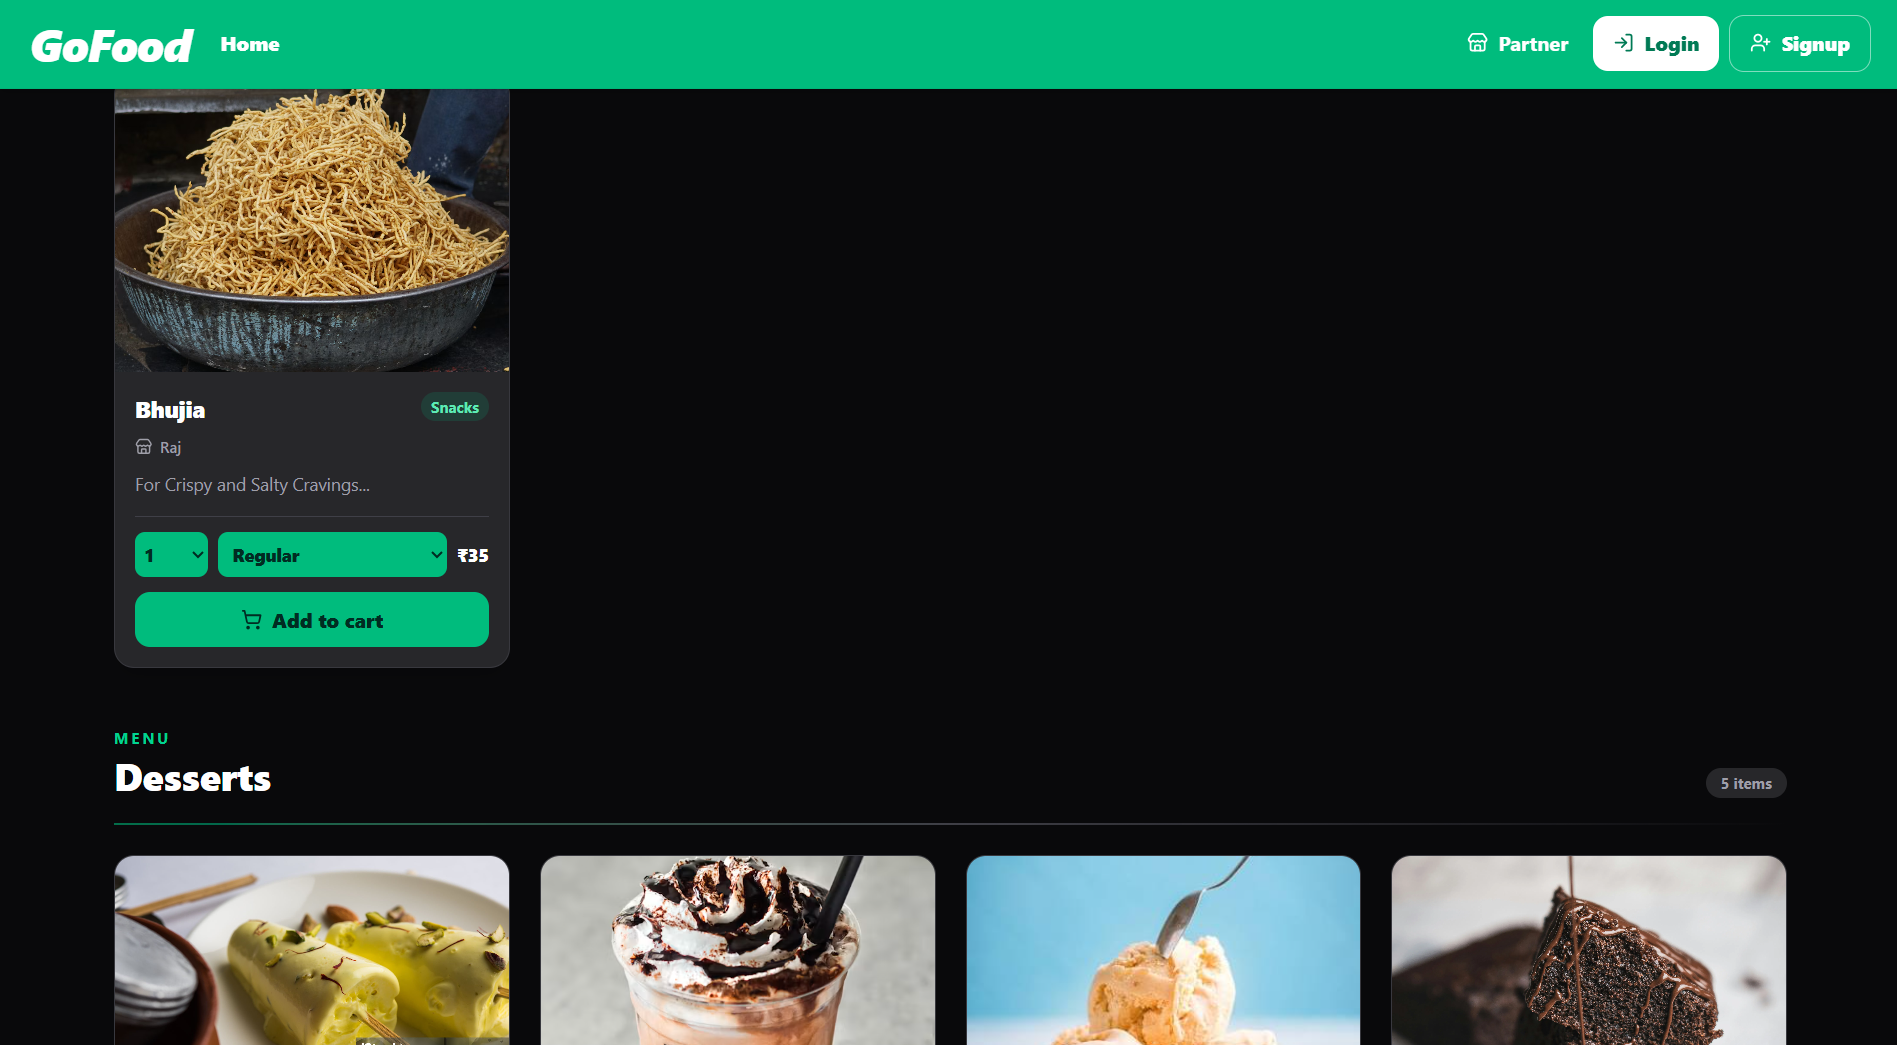 GoFood
Home
Partner
Login
Signup
Bhujia
Snacks
Raj
For Crispy and Salty Cravings...
1
Regular
₹35
Add to cart
MENU
Desserts
5 items